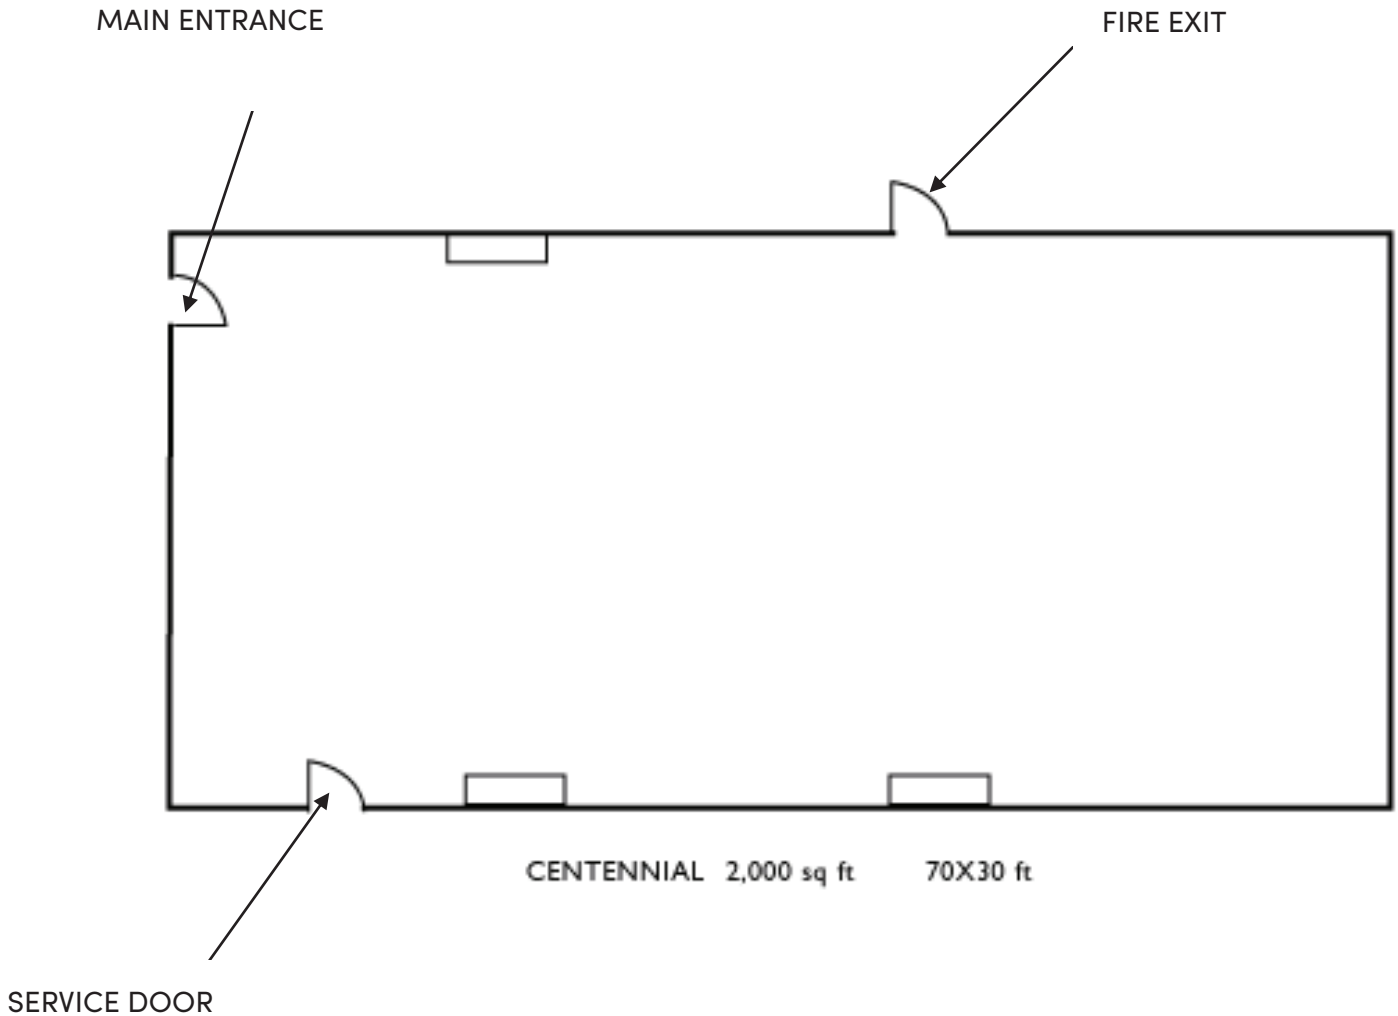 MAIN ENTRANCE
FIRE EXIT
CENTENNIAL 2,000 sq ft 70X30 ft
SERVICE DOOR